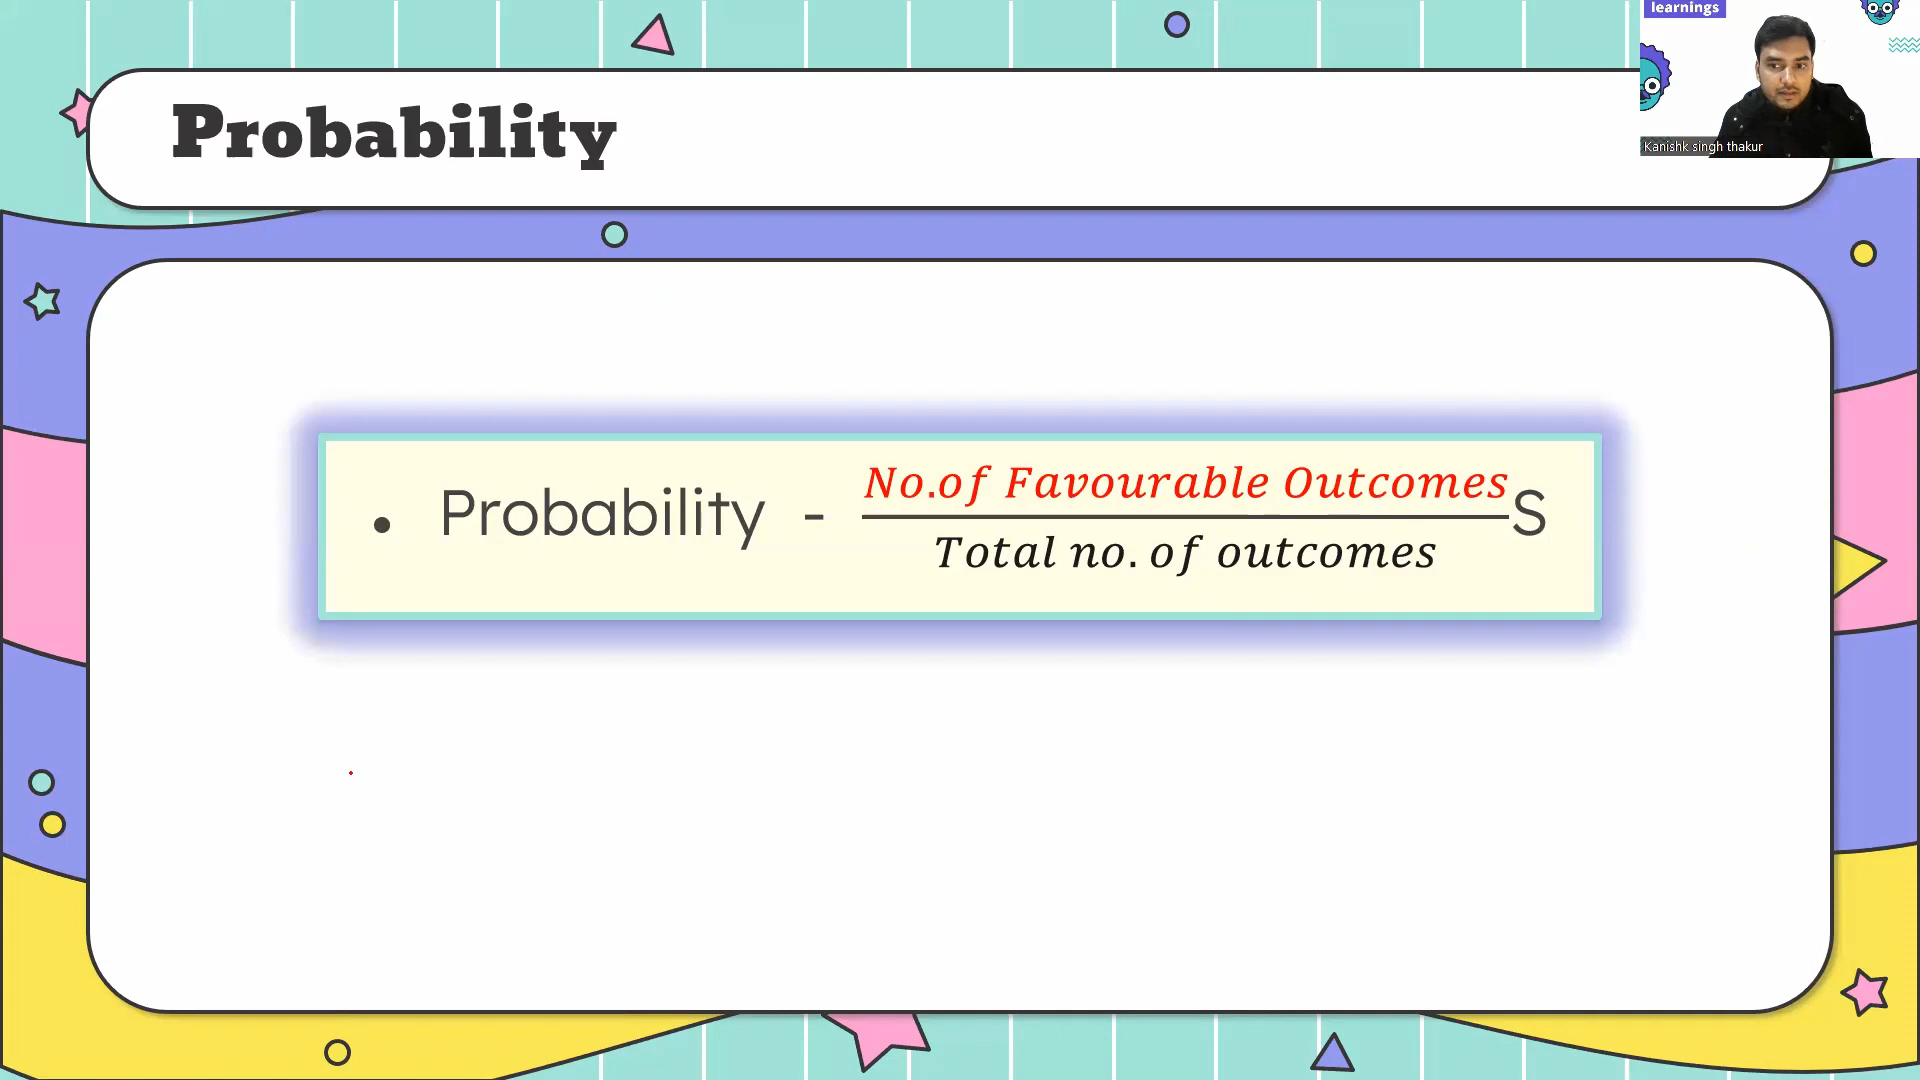 learnings
Kanishk singh thakur
Probability
• Probability - No.of Favourable Outcomes S
Total no. of outcomes